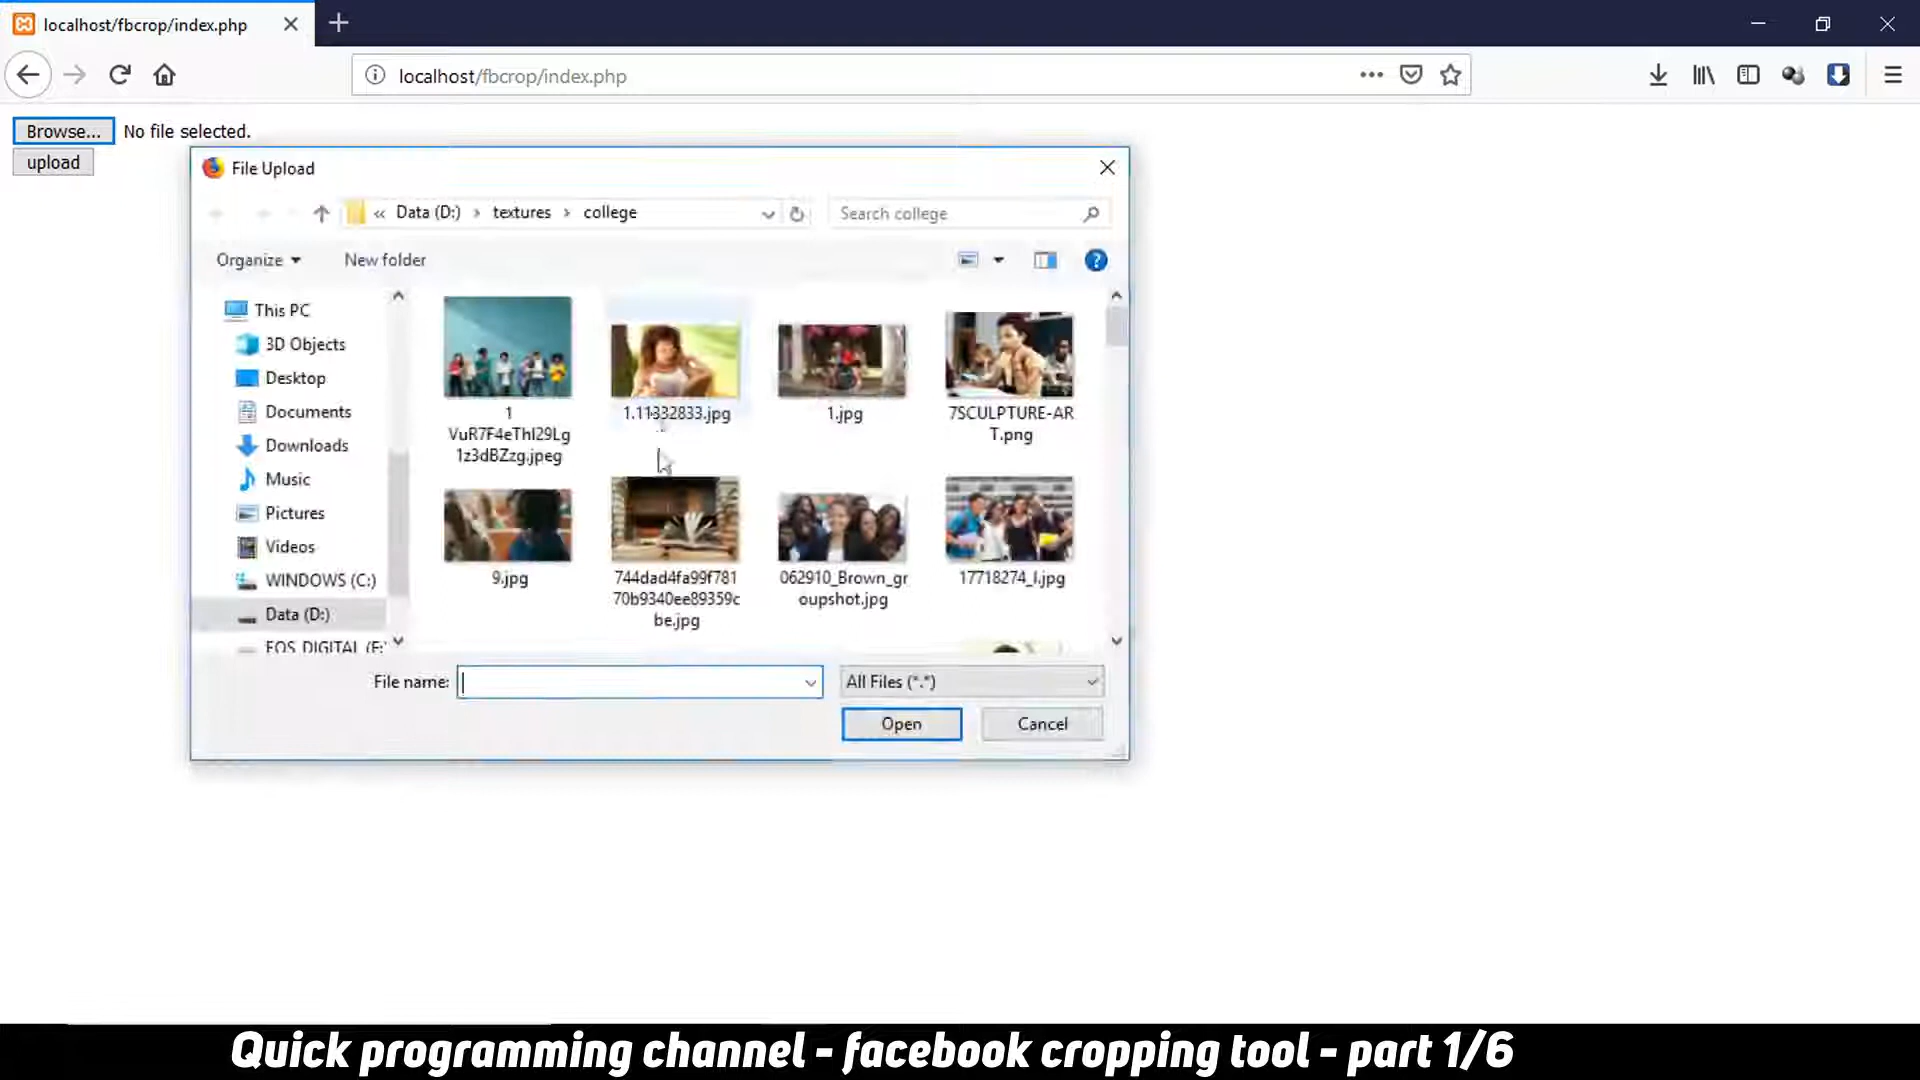 localhost/fbcrop/index.php
localhost/fbcrop/index.php
Browse... No file selected.
upload
File Upload
« Data (D:) › textures › college
Search college
Organize
New folder
This PC
3D Objects
Desktop
Documents
Downloads
Music
Pictures
Videos
WINDOWS (C:)
Data (D:)
EOS DIGITAL (F:
1
VuR7F4eThI29Lg
1z3dBZzg.jpeg
1.11332833.jpg
1.jpg
7SCULPTURE-AR
T.png
9.jpg
744dad4fa99f781
70b9340ee89359c
be.jpg
062910_Brown_gr
oupshot.jpg
17718274_l.jpg
File name:
All Files (*.*)
Open
Cancel
Quick programming channel - facebook cropping tool - part 1/6